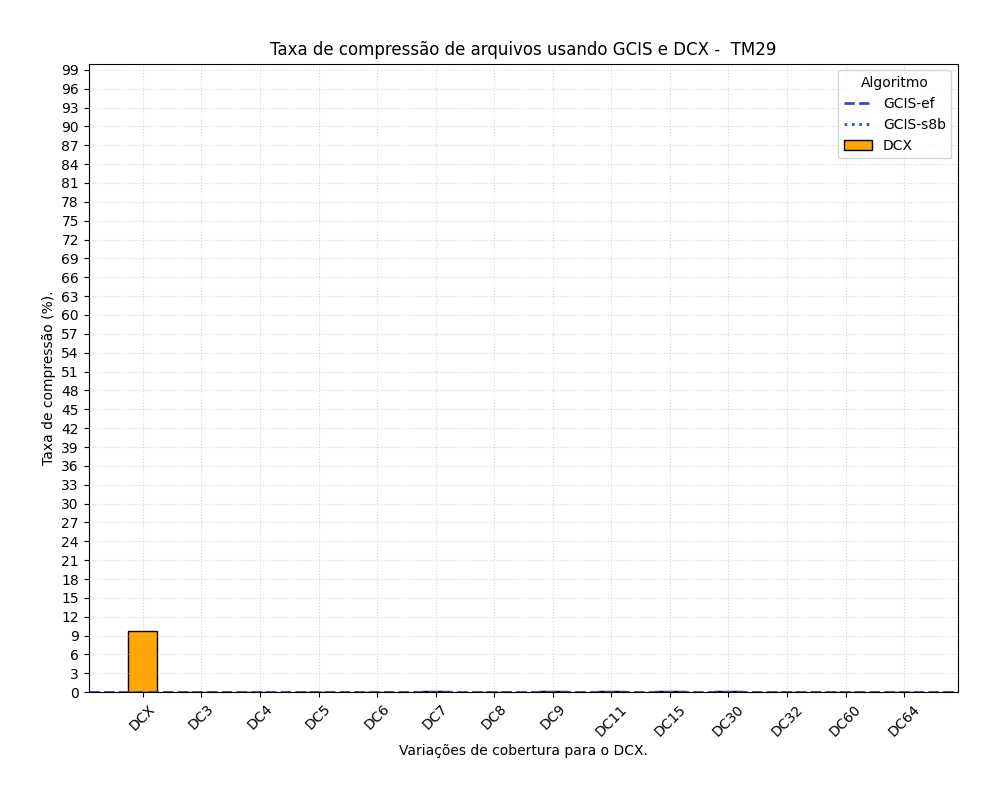 Taxa de compressão de arquivos usando GCIS e DCX -  TM29
99
96
93
90
87
84
81
78
75
72
69
66
63
60
57
54
51
48
45
42
39
36
33
30
27
24
21
18
15
12
9
6
3
0
Taxa de compressão (%).
Algoritmo
GCIS-ef
GCIS-s8b
DCX
DCX
DC3
DC4
DC5
DC6
DC7
DC8
DC9
DC11
DC15
DC30
DC32
DC60
DC64
Variações de cobertura para o DCX.